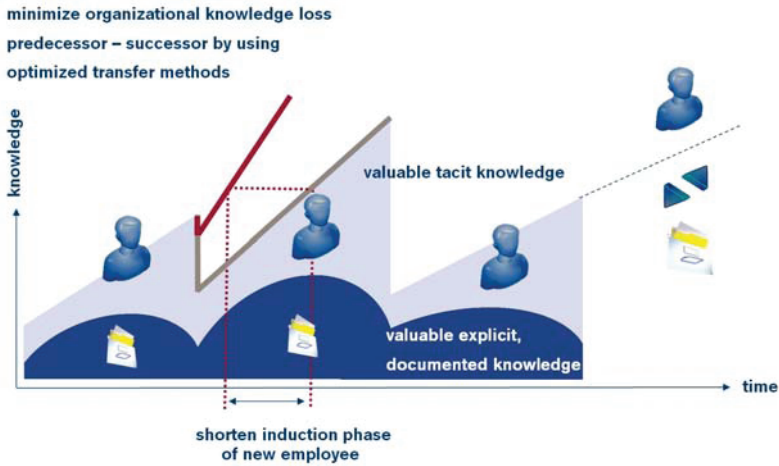 minimize organizational knowledge loss
predecessor – successor by using
optimized transfer methods
knowledge
valuable tacit knowledge
valuable explicit,
documented knowledge
time
shorten induction phase
of new employee